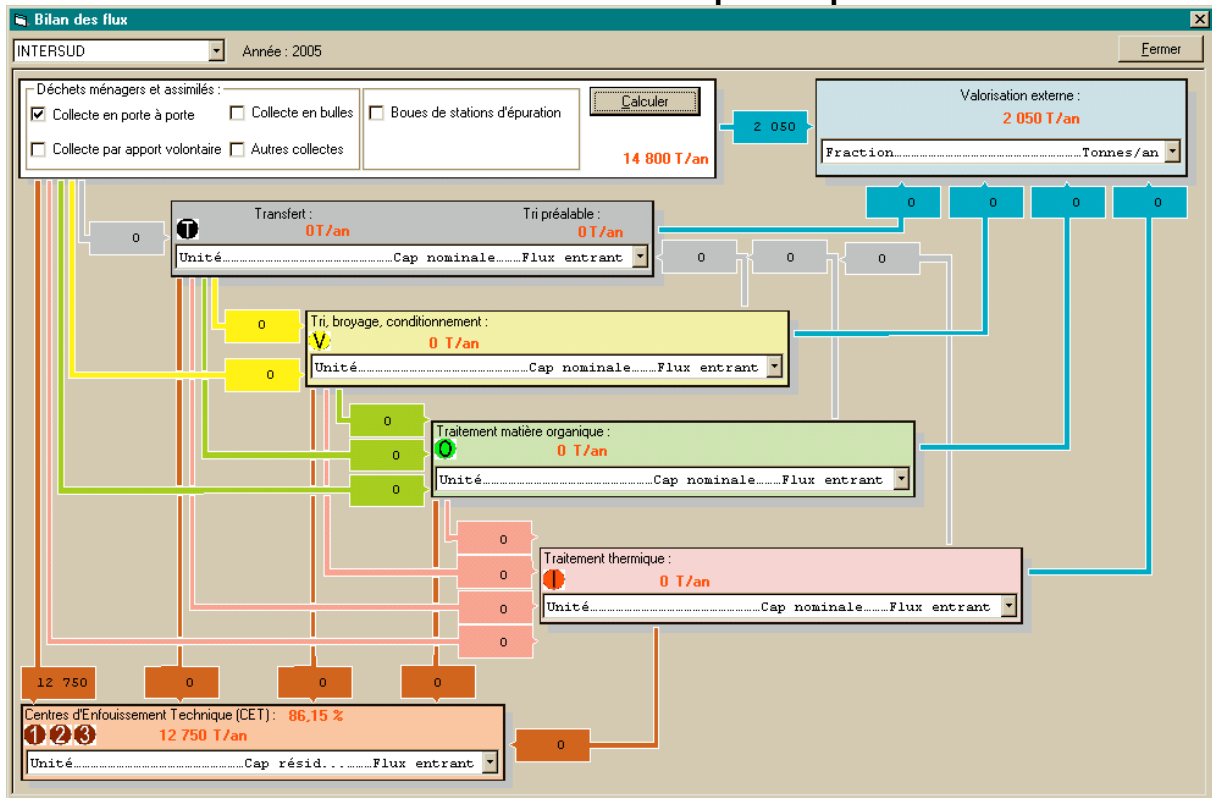 Bilan des flux
INTERSUD
Année : 2005
Fermer
Déchets ménagers et assimilés :
Collecte en porte à porte
Collecte en bulles
Boues de stations d'épuration
Calculer
Collecte par apport volontaire
Autres collectes
14 800 T/an
2 050
Valorisation externe :
2 050 T/an
Fraction.....Tonnes/an
0
0
0
0
Transfert :
Tri préalable :
T
0T/an
0T/an
Unité.....Cap nominale.....Flux entrant
0
0
0
0
Tri, broyage, conditionnement :
V
0 T/an
Unité.....Cap nominale.....Flux entrant
0
0
Traitement matière organique :
O
0 T/an
Unité.....Cap nominale.....Flux entrant
0
0
0
Traitement thermique :
I
0 T/an
Unité.....Cap nominale.....Flux entrant
0
0
0
0
12 750
0
0
0
Centres d'Enfouissement Technique (CET) : 86,15 %
1 2 3
12 750 T/an
Unité.....Cap résid........Flux entrant
0